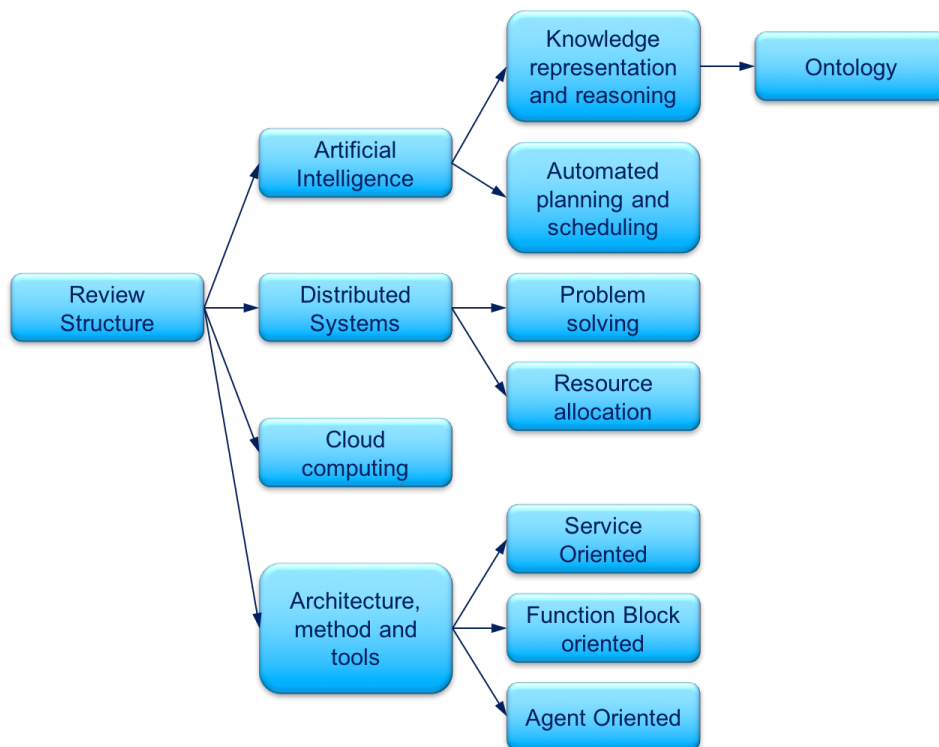 Knowledge
representation
and reasoning
Ontology
Artificial
Intelligence
Automated
planning and
scheduling
Review
Structure
Distributed
Systems
Problem
solving
Resource
allocation
Cloud
computing
Service
Oriented
Architecture,
method and
tools
Function Block
oriented
Agent Oriented